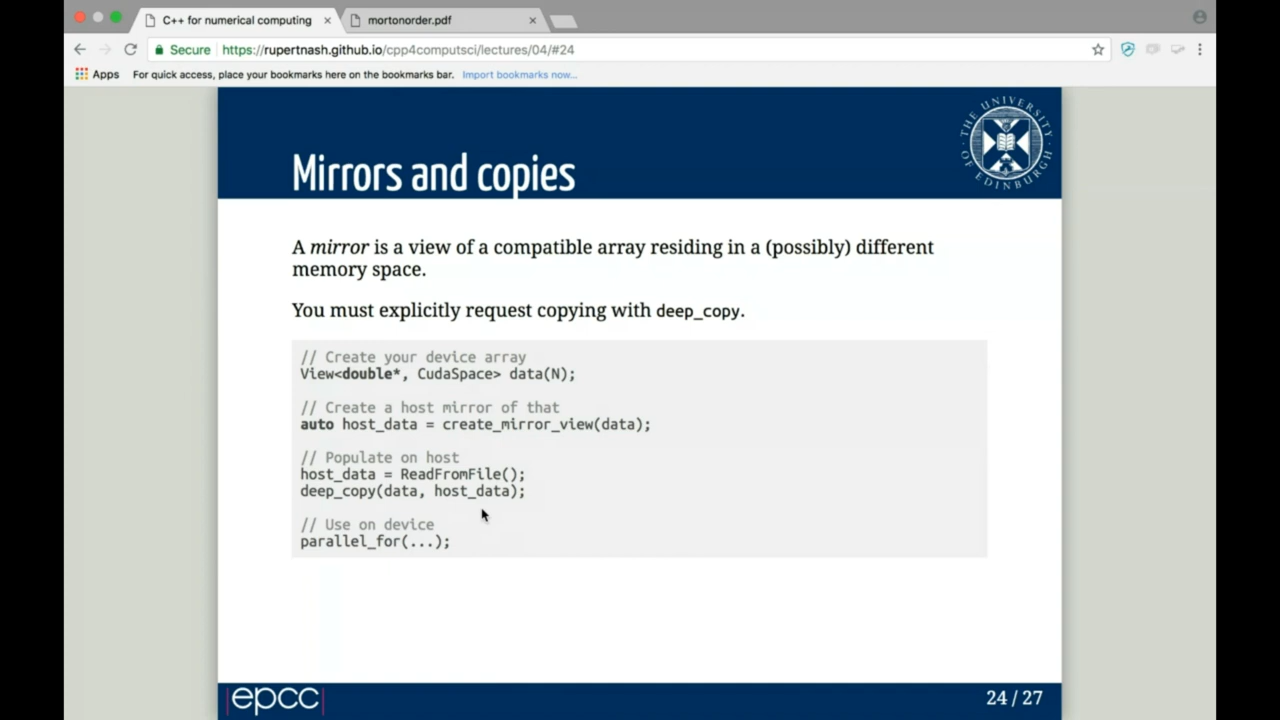 C++ for numerical computing
mortonorder.pdf
Secure https://rupertnash.github.io/cpp4computsci/lectures/04/#24
Apps For quick access, place your bookmarks here on the bookmarks bar. Import bookmarks now...
THE UNIVERSITY OF EDINBURGH
Mirrors and copies
A mirror is a view of a compatible array residing in a (possibly) different
memory space.
You must explicitly request copying with deep_copy.
// Create your device array
View<double*, CudaSpace> data(N);
// Create a host mirror of that
auto host_data = create_mirror_view(data);
// Populate on host
host_data = ReadFromFile();
deep_copy(data, host_data);
// Use on device
parallel_for(...);
epcc
24 / 27